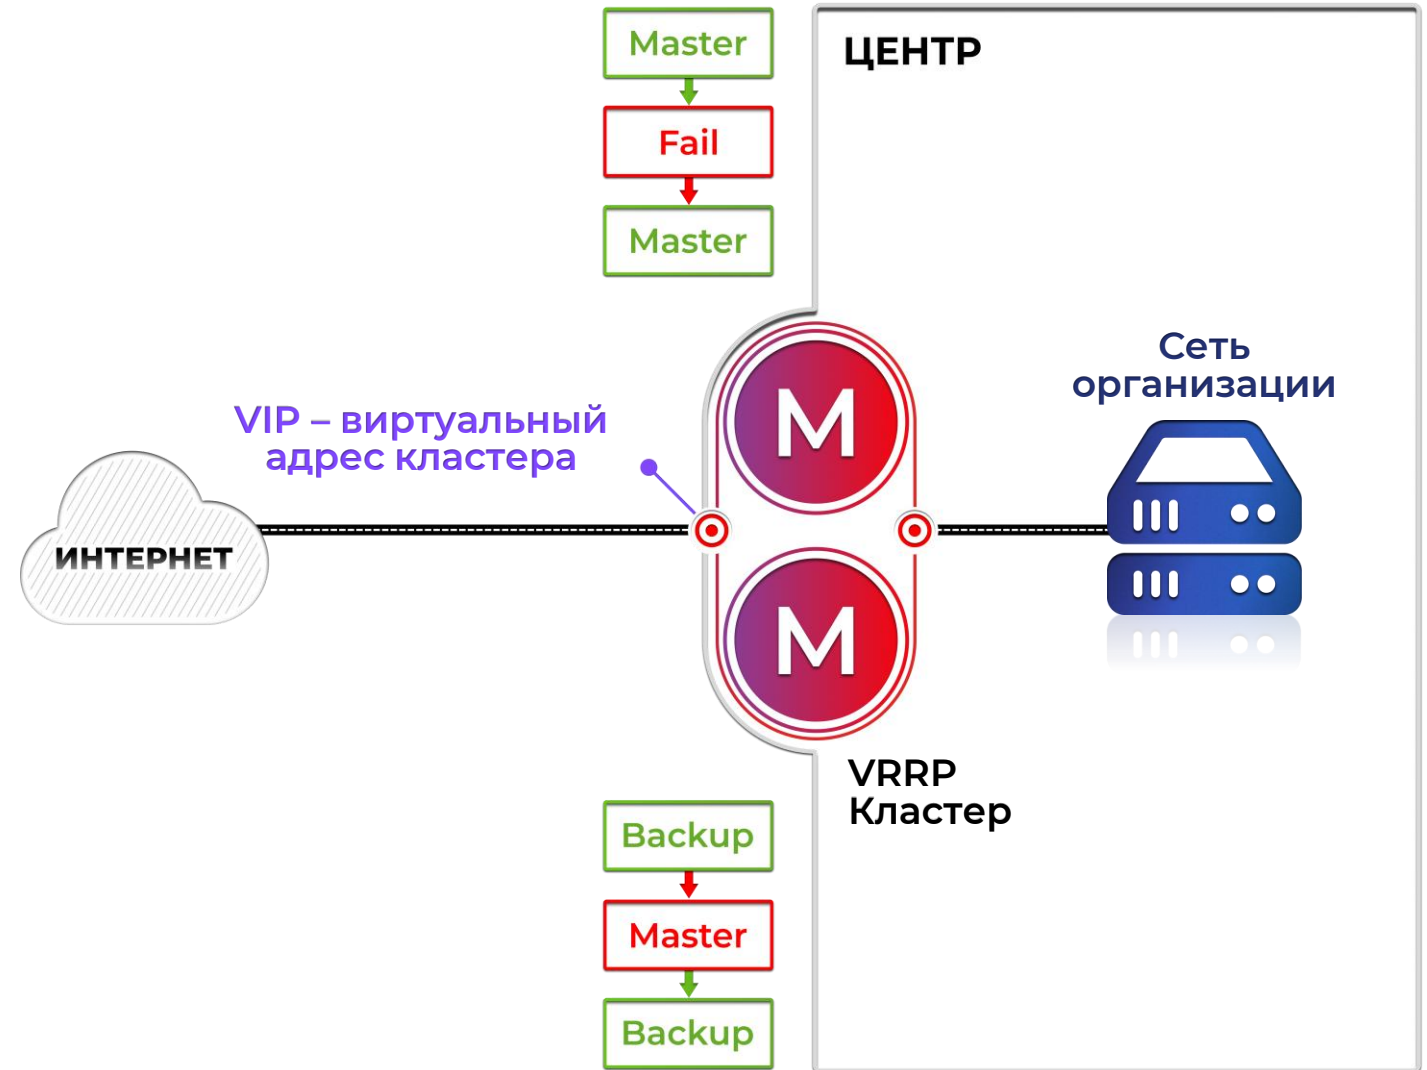 Master
ЦЕНТР
Fail
Master
Сеть
организации
VIP – виртуальный
адрес кластера
M
ИНТЕРНЕТ
M
VRRP
Кластер
Backup
Master
Backup